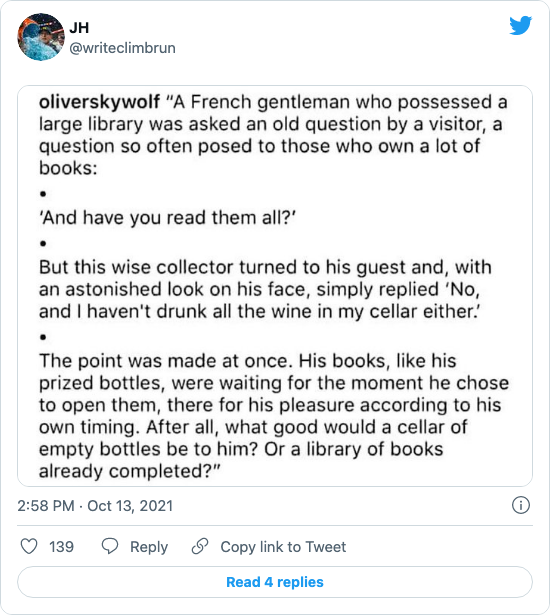 JH
@writeclimbrun
oliverskywolf “A French gentleman who possessed a
large library was asked an old question by a visitor, a
question so often posed to those who own a lot of
books:
•
‘And have you read them all?’
•
But this wise collector turned to his guest and, with
an astonished look on his face, simply replied ‘No,
and I haven't drunk all the wine in my cellar either.’
•
The point was made at once. His books, like his
prized bottles, were waiting for the moment he chose
to open them, there for his pleasure according to his
own timing. After all, what good would a cellar of
empty bottles be to him? Or a library of books
already completed?”
2:58 PM · Oct 13, 2021
139 Reply Copy link to Tweet
Read 4 replies